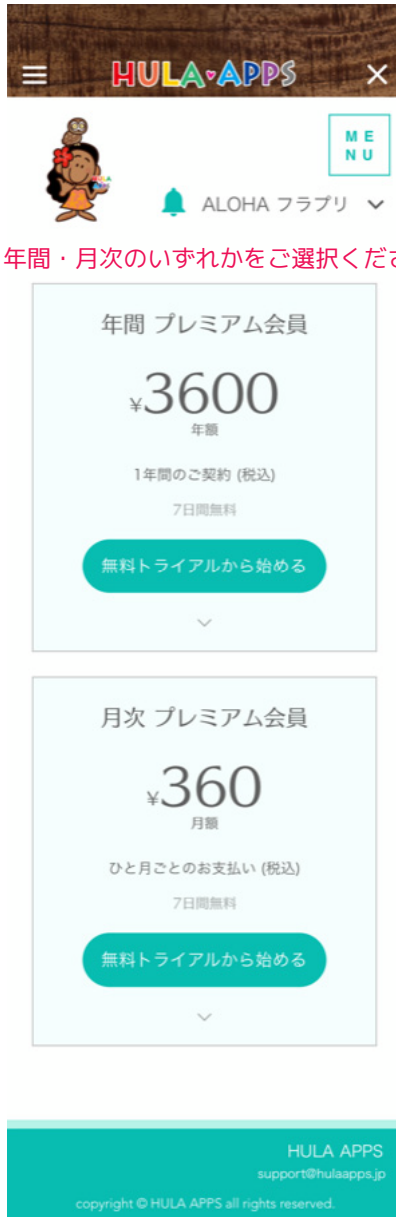 HULA♥APPS
M E
N U
ALOHA フラプリ
年間・月次のいずれかをご選択くださ
年間 プレミアム会員
¥3600
年額
1年間のご契約 (税込)
7日間無料
無料トライアルから始める
月次 プレミアム会員
¥360
月額
ひと月ごとのお支払い (税込)
7日間無料
無料トライアルから始める
HULA APPS
support@hulaapps.jp
copyright © HULA APPS all rights reserved.